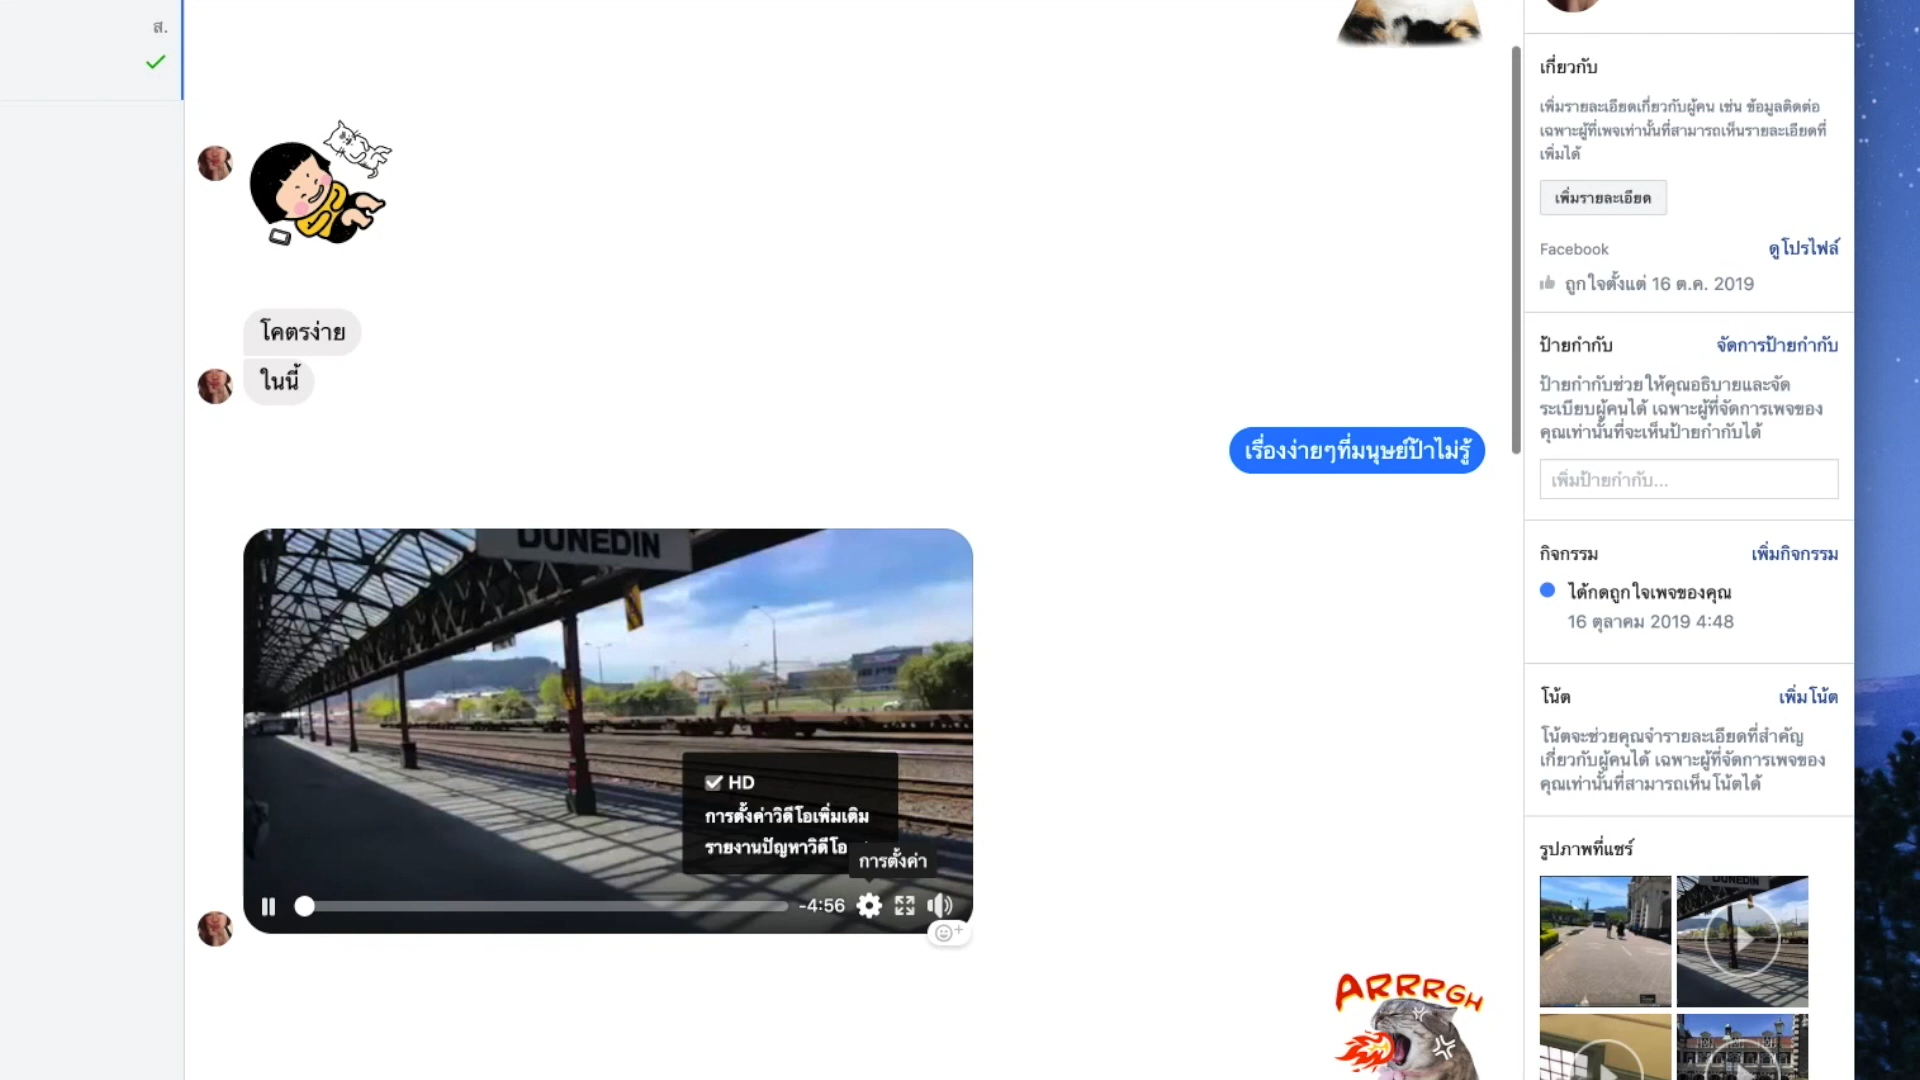 ส.
โคตรง่าย
ในนี้
เรื่องง่ายๆที่มนุษย์ป้าไม่รู้
DUNEDIN
HD
การตั้งค่าวิดีโอเพิ่มเติม
รายงานปัญหาวิดีโอ
การตั้งค่า
-4:56
ARRRGH
เกี่ยวกับ
เพิ่มรายละเอียดเกี่ยวกับผู้คน เช่น ข้อมูลติดต่อ
เฉพาะผู้ที่เพจเท่านั้นที่สามารถเห็นรายละเอียดที่
เพิ่มได้
เพิ่มรายละเอียด
Facebook ดูโปรไฟล์
ถูกใจตั้งแต่ 16 ต.ค. 2019
ป้ายกำกับ จัดการป้ายกำกับ
ป้ายกำกับช่วยให้คุณอธิบายและจัด
ระเบียบผู้คนได้ เฉพาะผู้ที่จัดการเพจของ
คุณเท่านั้นที่จะเห็นป้ายกำกับได้
เพิ่มป้ายกำกับ...
กิจกรรม เพิ่มกิจกรรม
ได้กดถูกใจเพจของคุณ
16 ตุลาคม 2019 4:48
โน้ต เพิ่มโน้ต
โน้ตจะช่วยคุณจำรายละเอียดที่สำคัญ
เกี่ยวกับผู้คนได้ เฉพาะผู้ที่จัดการเพจของ
คุณเท่านั้นที่สามารถเห็นโน้ตได้
รูปภาพที่แชร์
DUNEDIN